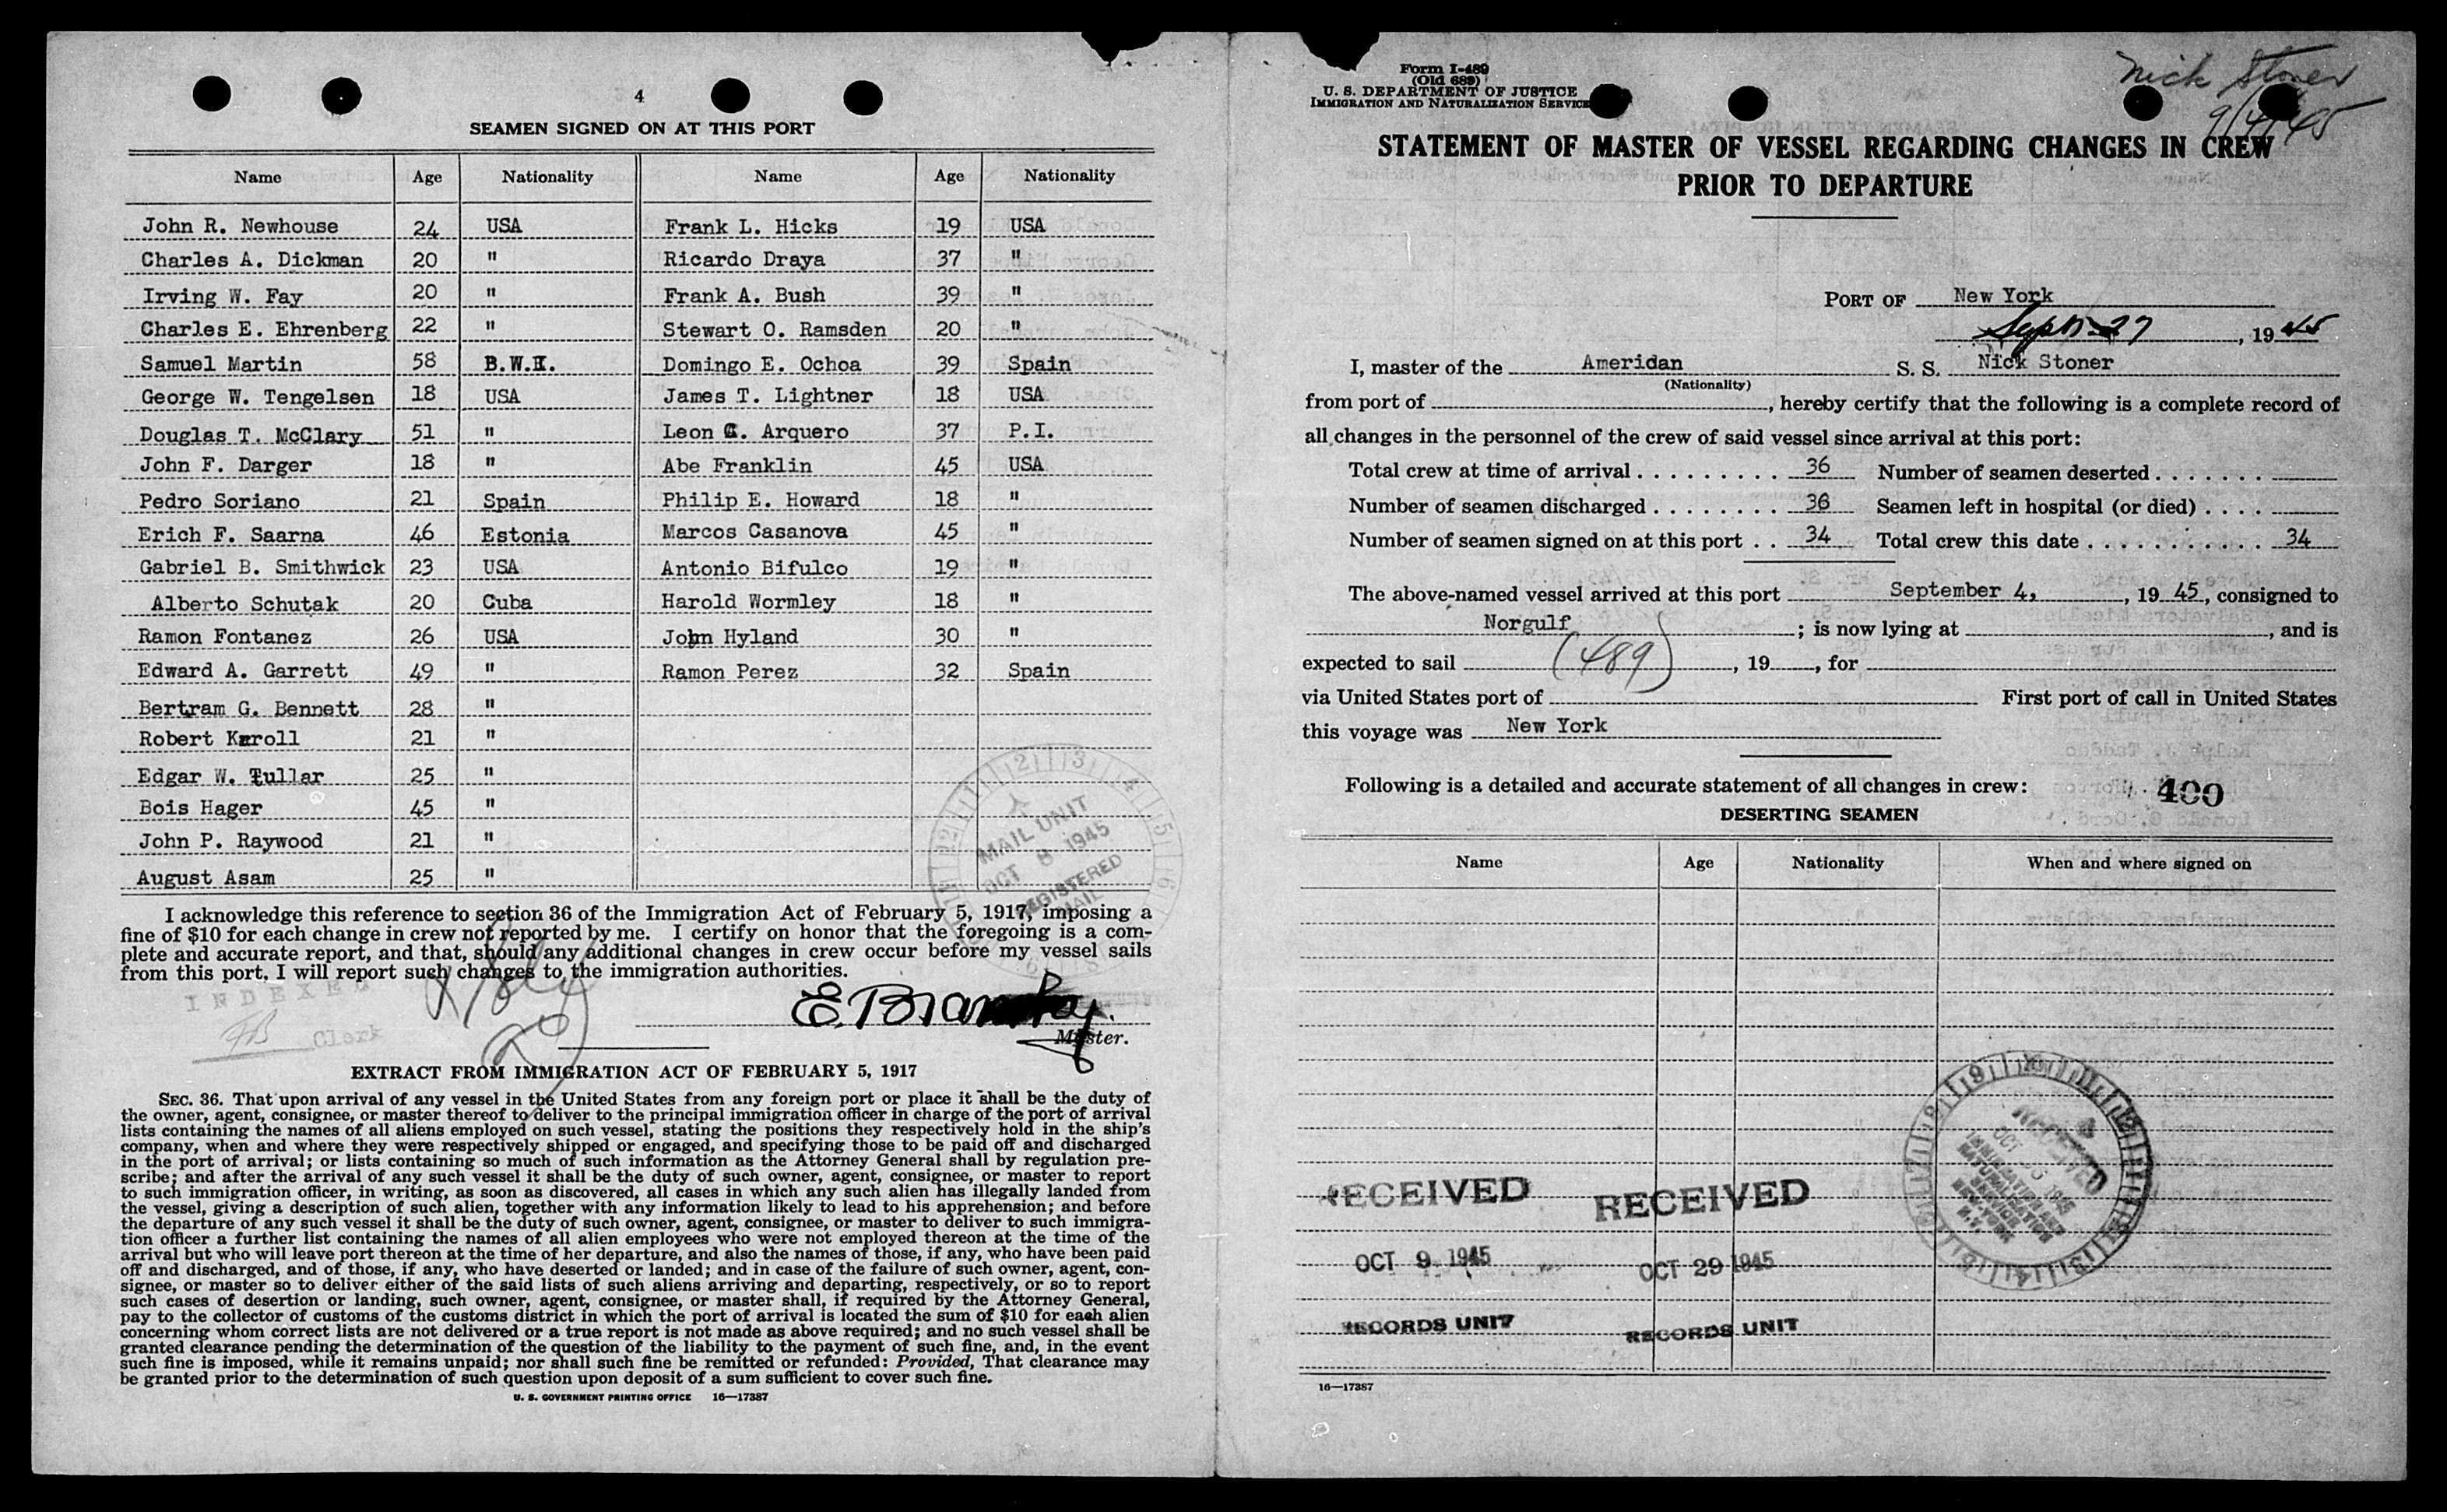 4
SEAMEN SIGNED ON AT THIS PORT
Name Age Nationality Name Age Nationality
John R. Newhouse 24 USA Frank L. Hicks 19 USA
Charles A. Dickman 20 " Ricardo Draya 37 "
Irving W. Fay 20 " Frank A. Bush 39 "
Charles E. Ehrenberg 22 " Stewart O. Ramsden 20 "
Samuel Martin 58 B.W.I. Domingo E. Ochoa 39 Spain
George W. Tengelsen 18 USA James T. Lightner 18 USA
Douglas T. McClary 51 " Leon G. Arquero 37 P.I.
John F. Darger 18 " Abe Franklin 45 USA
Pedro Soriano 21 Spain Philip E. Howard 18 "
Erich F. Saarna 46 Estonia Marcos Casanova 45 "
Gabriel B. Smithwick 23 USA Antonio Bifulco 19 "
Alberto Schutak 20 Cuba Harold Wormley 18 "
Ramon Fontanez 26 USA John Hyland 30 "
Edward A. Garrett 49 " Ramon Perez 32 Spain
Bertram G. Bennett 28 "
Robert Karoll 21 "
Edgar W. Tullar 25 "
Bois Hager 45 "
John P. Raywood 21 "
August Asam 25 "
MAIL UNIT
OCT 8 1945
REGISTERED
MAIL
I acknowledge this reference to section 36 of the Immigration Act of February 5, 1917, imposing a
fine of $10 for each change in crew not reported by me. I certify on honor that the foregoing is a com-
plete and accurate report, and that, should any additional changes in crew occur before my vessel sails
from this port, I will report such changes to the immigration authorities.
INDEXED
Clerk
Master.
EXTRACT FROM IMMIGRATION ACT OF FEBRUARY 5, 1917
SEC. 36. That upon arrival of any vessel in the United States from any foreign port or place it shall be the duty of
the owner, agent, consignee, or master thereof to deliver to the principal immigration officer in charge of the port of arrival
lists containing the names of all aliens employed on such vessel, stating the positions they respectively hold in the ship's
company, when and where they were respectively shipped or engaged, and specifying those to be paid off and discharged
in the port of arrival; or lists containing so much of such information as the Attorney General shall by regulation pre-
scribe; and after the arrival of any such vessel it shall be the duty of such owner, agent, consignee, or master to report
to such immigration officer, in writing, as soon as discovered, all cases in which any such alien has illegally landed from
the vessel, giving a description of such alien, together with any information likely to lead to his apprehension; and before
the departure of any such vessel it shall be the duty of such owner, agent, consignee, or master to deliver to such immigra-
tion officer a further list containing the names of all alien employees who were not employed thereon at the time of the
arrival but who will leave port thereon at the time of her departure, and also the names of those, if any, who have been paid
off and discharged, and of those, if any, who have deserted or landed; and in case of the failure of such owner, agent, con-
signee, or master so to deliver either of the said lists of such aliens arriving and departing, respectively, or so to report
such cases of desertion or landing, such owner, agent, consignee, or master shall, if required by the Attorney General,
pay to the collector of customs of the customs district in which the port of arrival is located the sum of $10 for each alien
concerning whom correct lists are not delivered or a true report is not made as above required; and no such vessel shall be
granted clearance pending the determination of the question of the liability to the payment of such fine, and, in the event
such fine is imposed, while it remains unpaid; nor shall such fine be remitted or refunded: Provided, That clearance may
be granted prior to the determination of such question upon deposit of a sum sufficient to cover such fine.
U. S. GOVERNMENT PRINTING OFFICE 16—17387
Form I-489
(Old 689)
U. S. DEPARTMENT OF JUSTICE
IMMIGRATION AND NATURALIZATION SERVICE
Nick Stoner
9/4/45
STATEMENT OF MASTER OF VESSEL REGARDING CHANGES IN CREW
PRIOR TO DEPARTURE
PORT OF New York
Sept 27, 1945
I, master of the Ameridan S. S. Nick Stoner
(Nationality)
from port of , hereby certify that the following is a complete record of
all changes in the personnel of the crew of said vessel since arrival at this port:
Total crew at time of arrival . . . . . . . . . 36 Number of seamen deserted . . . . . . .
Number of seamen discharged . . . . . . . . 36 Seamen left in hospital (or died) . . . .
Number of seamen signed on at this port . . 34 Total crew this date . . . . . . . . . . . 34
The above-named vessel arrived at this port September 4, , 19 45, consigned to
Norgulf ; is now lying at , and is
expected to sail (489) , 19 , for
via United States port of First port of call in United States
this voyage was New York
Following is a detailed and accurate statement of all changes in crew: 400
DESERTING SEAMEN
Name Age Nationality When and where signed on
RECEIVED
OCT 1945
IMMIGRATION AND
NATURALIZATION
SERVICE
NEW YORK
N.Y.
RECEIVED RECEIVED
OCT 9 1945 OCT 29 1945
RECORDS UNIT RECORDS UNIT
16—17387